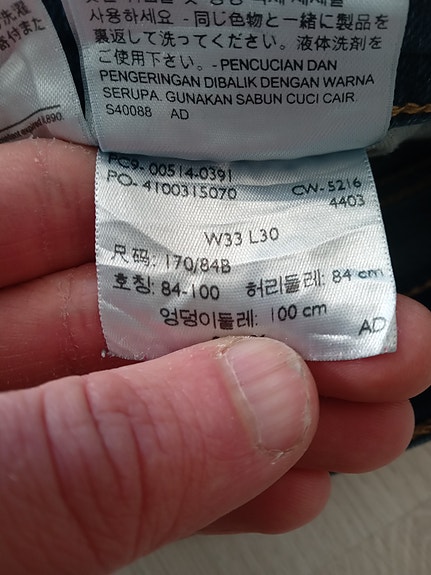 사용하세요 - 同じ色物と一緒に製品を
裏返して洗ってください。液体洗剤を
ご使用下さい。-PENCUCIAN DAN
PENGERINGAN DIBALIK DENGAN WARNA
SERUPA. GUNAKAN SABUN CUCI CAIR.
S40088 AD
PC9- 00514-0391
PO- 4100315070 CW- 5216
4403
W33 L30
尺码: 170/84B
호칭: 84-100 허리둘레: 84 cm
엉덩이둘레: 100 cm
AD